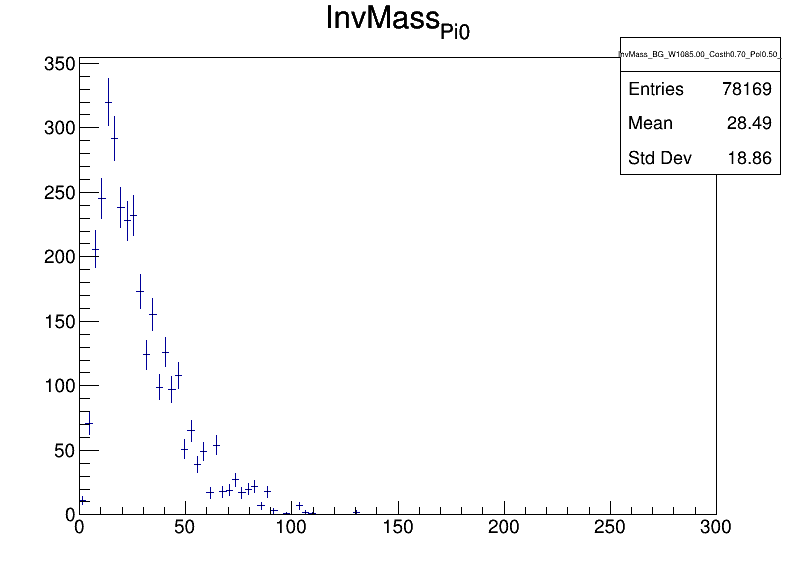 InvMass_Pi0
InvMass_BG_W1085.00_Costh0.70_Pol0.50_
Entries 78169
Mean 28.49
Std Dev 18.86
350
300
250
200
150
100
50
0
0 50 100 150 200 250 300